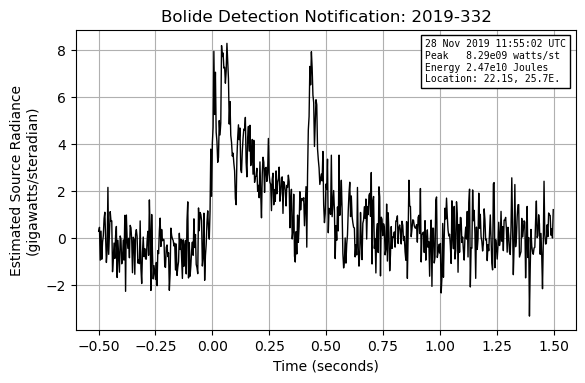 Bolide Detection Notification: 2019-332
28 Nov 2019 11:55:02 UTC
Peak   8.29e09 watts/st
Energy 2.47e10 Joules
Location: 22.1S, 25.7E.
Estimated Source Radiance
(gigawatts/steradian)
8
6
4
2
0
−2
−0.50 −0.25 0.00 0.25 0.50 0.75 1.00 1.25 1.50
Time (seconds)